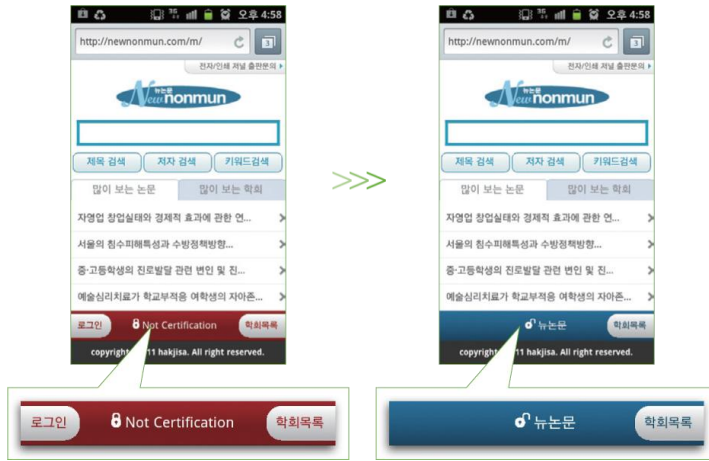 3G 오후 4:58
http://newnonmun.com/m/ 3
전자/인쇄 저널 출판문의
뉴논문
New nonmun
제목 검색 저자 검색 키워드검색
많이 보는 논문 많이 보는 학회
자영업 창업실태와 경제적 효과에 관한 연...
서울의 침수피해특성과 수방정책방향...
중·고등학생의 진로발달 관련 변인 및 진...
예술심리치료가 학교부적응 여학생의 자아존...
로그인 Not Certification 학회목록
copyright 11 hakjisa. All right reserved.
로그인 Not Certification 학회목록
>>>
3G 오후 4:58
http://newnonmun.com/m/ 3
전자/인쇄 저널 출판문의
뉴논문
New nonmun
제목 검색 저자 검색 키워드검색
많이 보는 논문 많이 보는 학회
자영업 창업실태와 경제적 효과에 관한 연...
서울의 침수피해특성과 수방정책방향...
중·고등학생의 진로발달 관련 변인 및 진...
예술심리치료가 학교부적응 여학생의 자아존...
뉴논문 학회목록
copyright 11 hakjisa. All right reserved.
뉴논문 학회목록